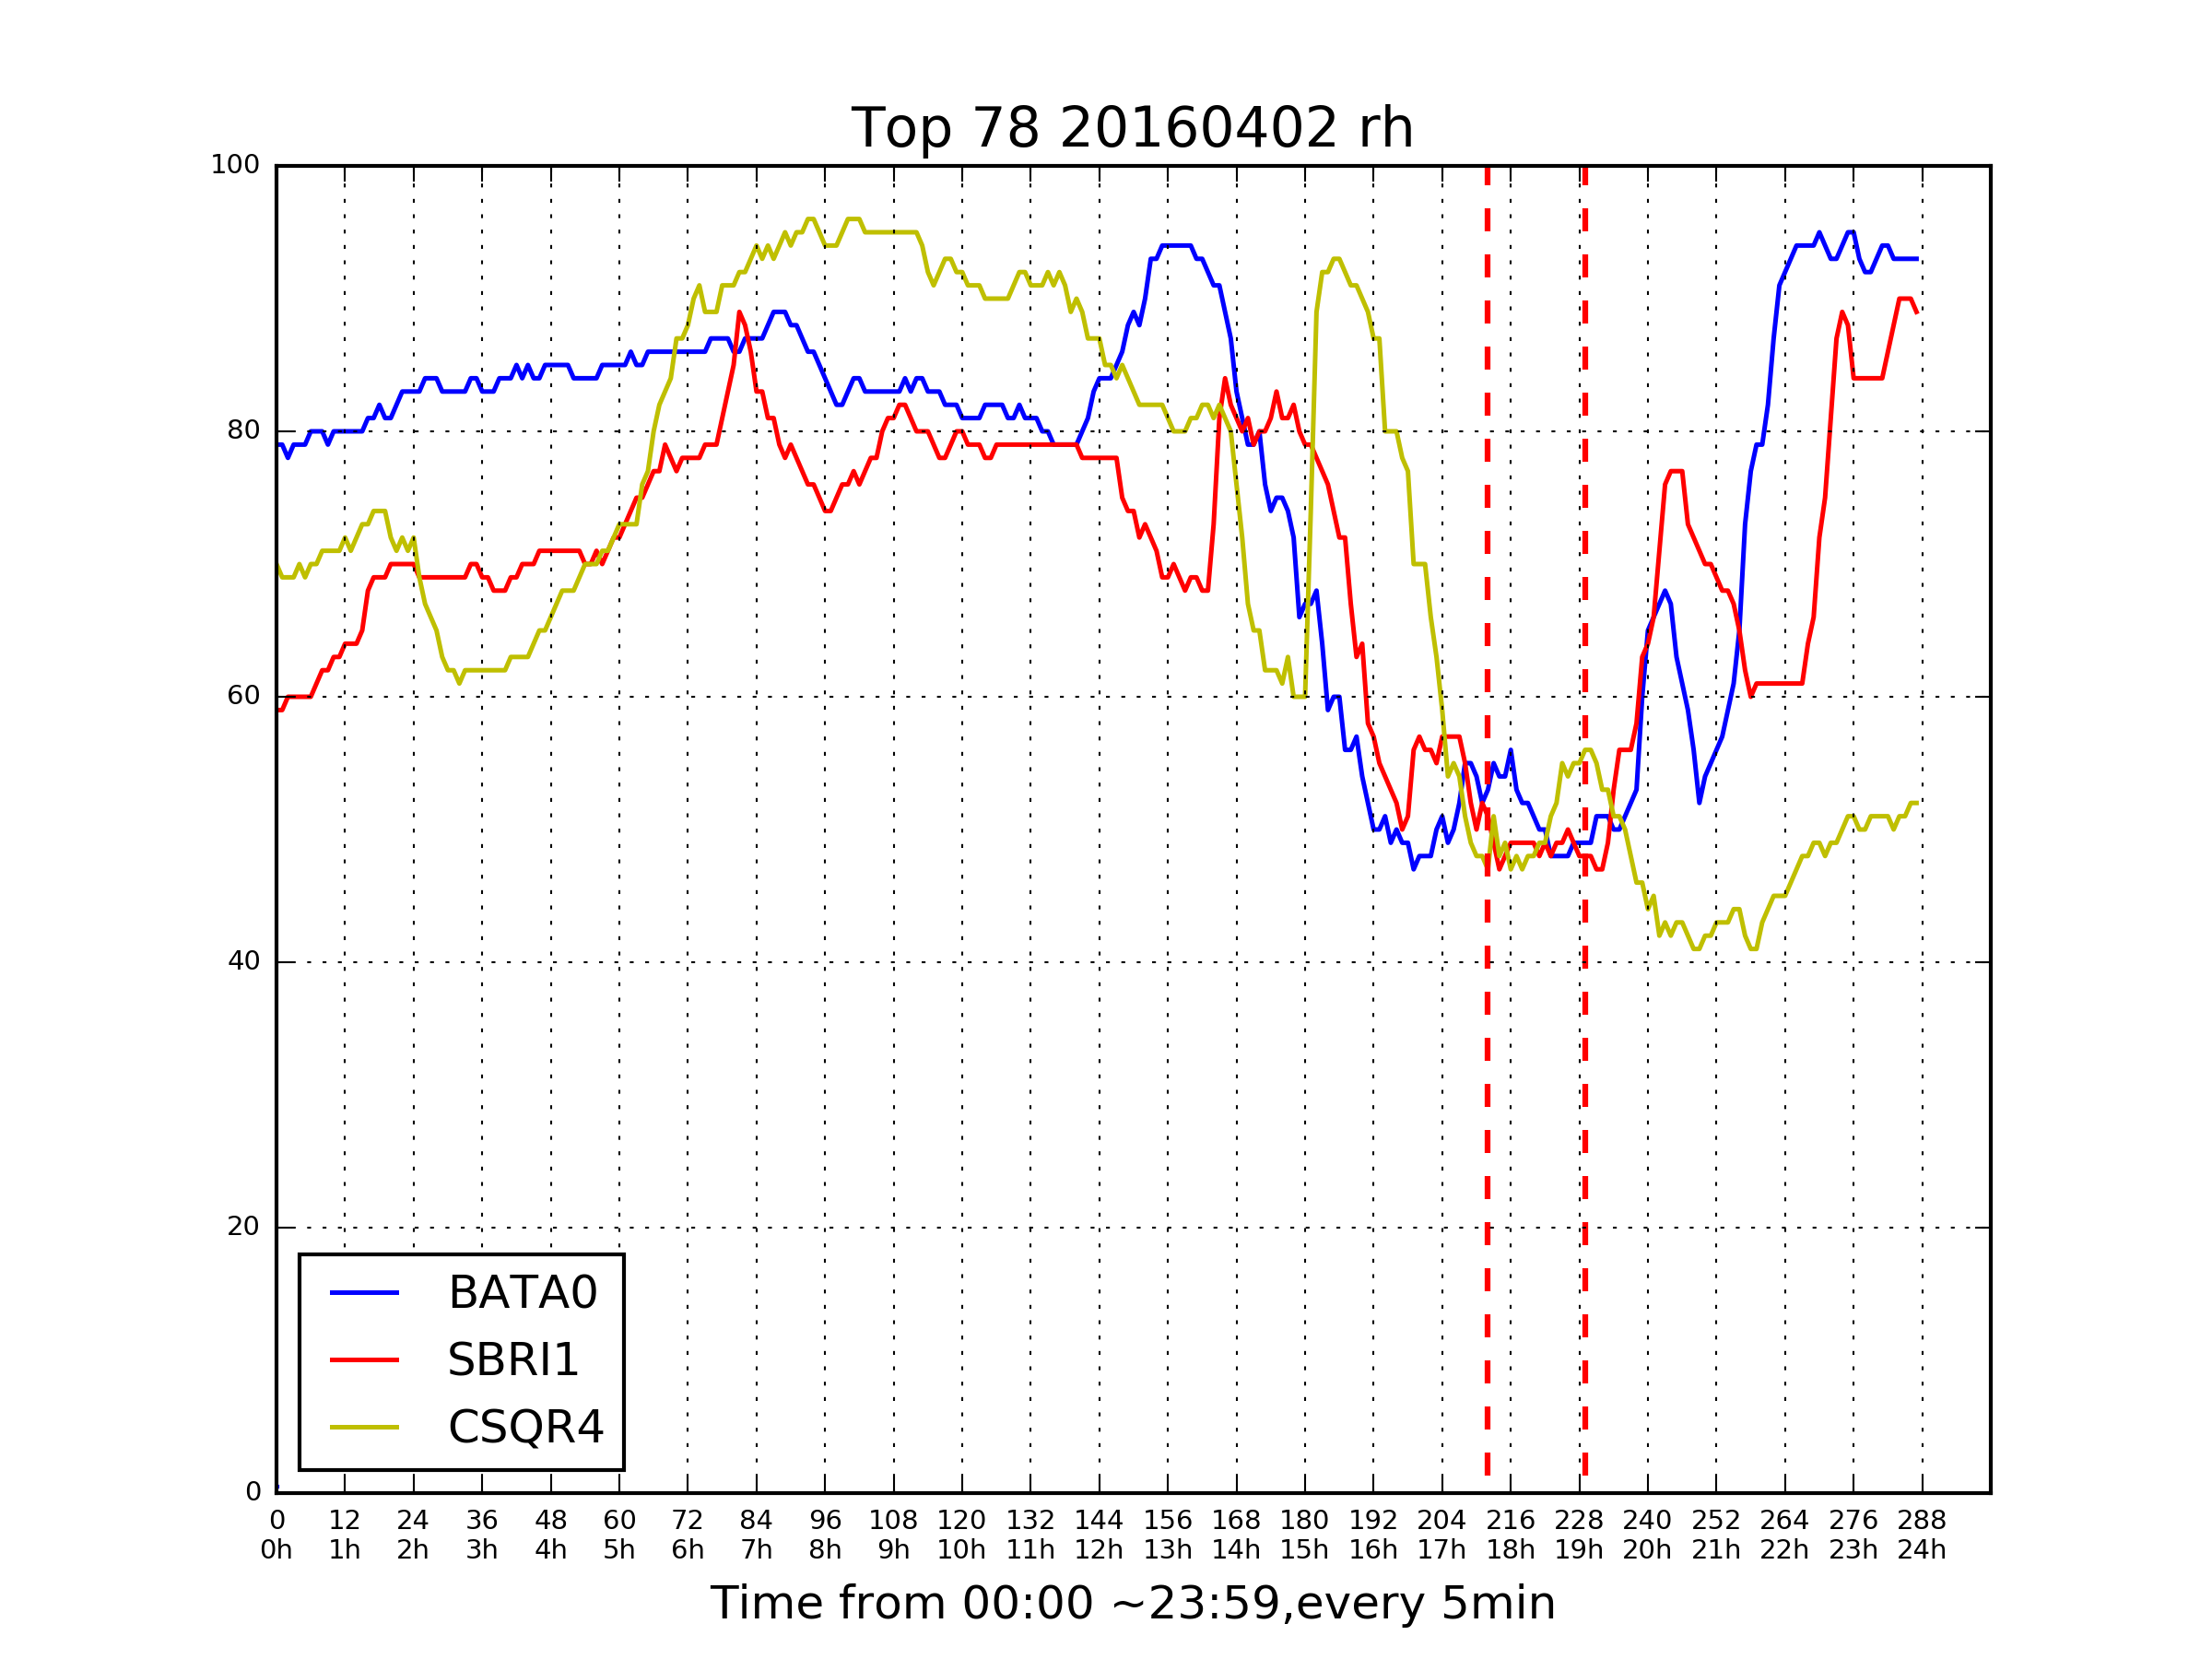 Top 78 20160402 rh
100
80
60
40
20
0
BATA0
SBRI1
CSQR4
0 12 24 36 48 60 72 84 96 108 120 132 144 156 168 180 192 204 216 228 240 252 264 276 288
0h 1h 2h 3h 4h 5h 6h 7h 8h 9h 10h 11h 12h 13h 14h 15h 16h 17h 18h 19h 20h 21h 22h 23h 24h
Time from 00:00 ~23:59,every 5min